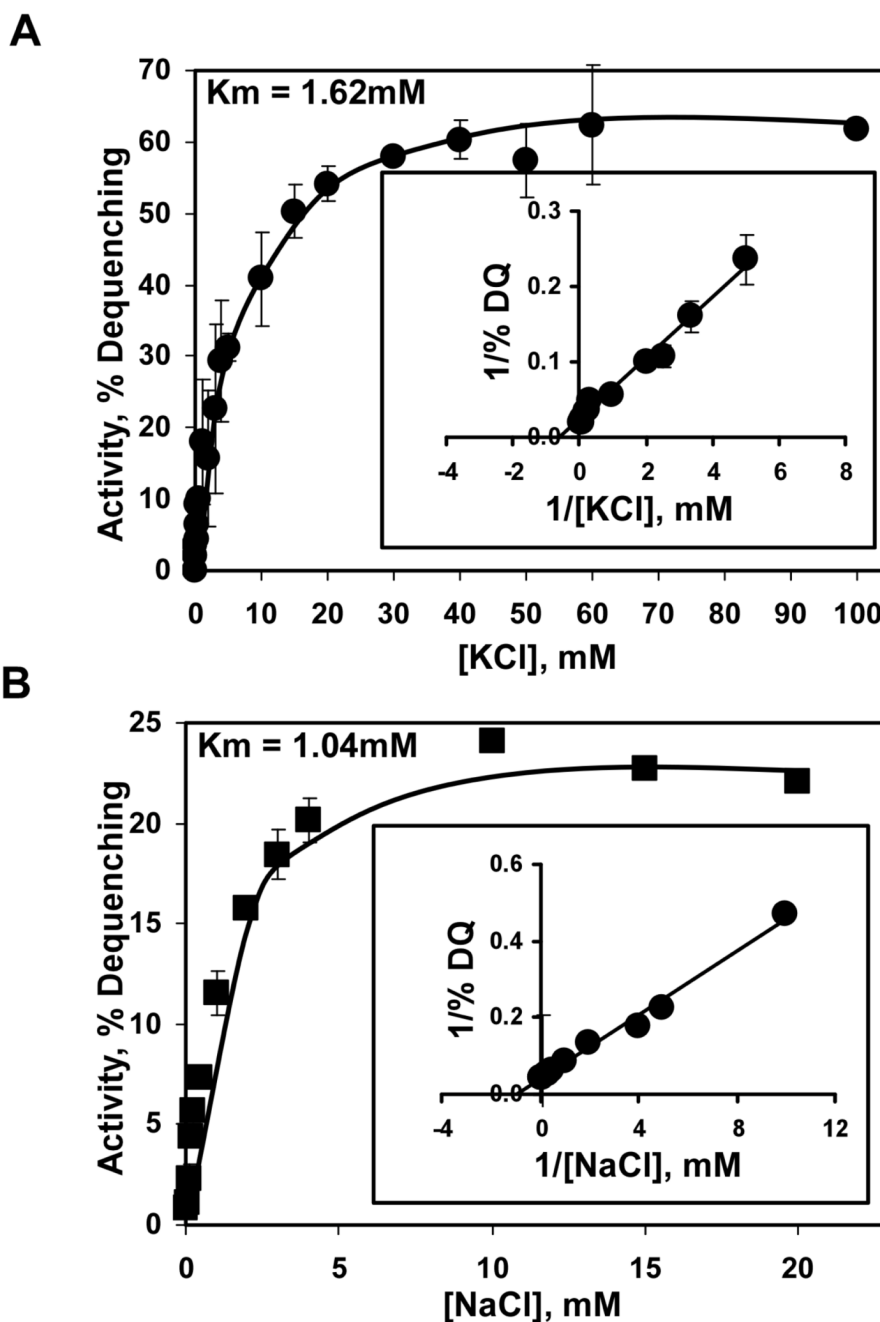 A
Km = 1.62mM
Activity, % Dequenching
70
60
50
40
30
20
10
0
0 10 20 30 40 50 60 70 80 90 100
[KCl], mM
1/% DQ
0.3
0.2
0.1
0.0
-4 -2 0 2 4 6 8
1/[KCl], mM
B
Km = 1.04mM
Activity, % Dequenching
25
20
15
10
5
0
0 5 10 15 20
[NaCl], mM
1/% DQ
0.6
0.4
0.2
0.0
-4 0 4 8 12
1/[NaCl], mM